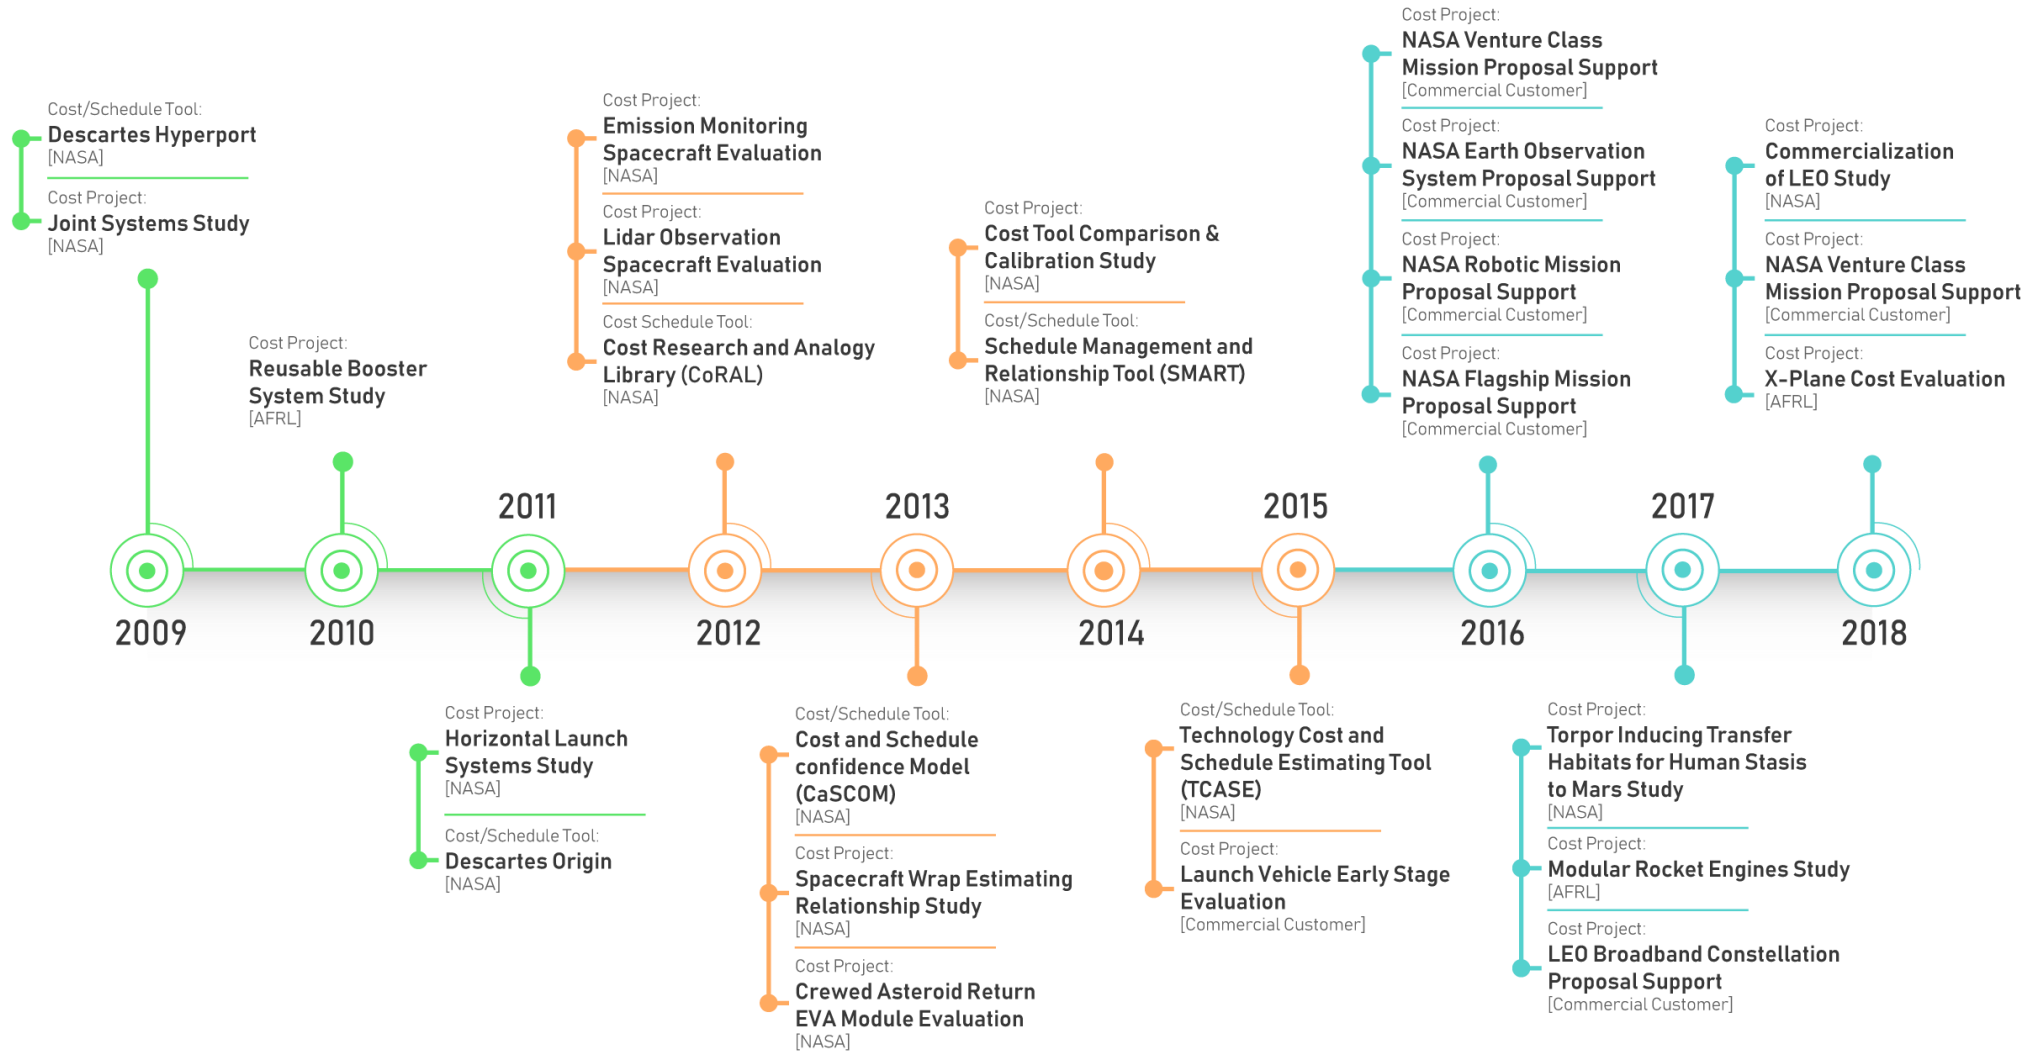 Cost/Schedule Tool:
Descartes Hyperport
[NASA]
Cost Project:
Joint Systems Study
[NASA]
Cost Project:
Reusable Booster
System Study
[AFRL]
Cost Project:
Emission Monitoring
Spacecraft Evaluation
[NASA]
Cost Project:
Lidar Observation
Spacecraft Evaluation
[NASA]
Cost Schedule Tool:
Cost Research and Analogy
Library (CoRAL)
[NASA]
Cost Project:
Cost Tool Comparison &
Calibration Study
[NASA]
Cost/Schedule Tool:
Schedule Management and
Relationship Tool (SMART)
[NASA]
Cost Project:
NASA Venture Class
Mission Proposal Support
[Commercial Customer]
Cost Project:
NASA Earth Observation
System Proposal Support
[Commercial Customer]
Cost Project:
NASA Robotic Mission
Proposal Support
[Commercial Customer]
Cost Project:
NASA Flagship Mission
Proposal Support
[Commercial Customer]
Cost Project:
Commercialization
of LEO Study
[NASA]
Cost Project:
NASA Venture Class
Mission Proposal Support
[Commercial Customer]
Cost Project:
X-Plane Cost Evaluation
[AFRL]
2011
2013
2015
2017
2009
2010
2012
2014
2016
2018
Cost Project:
Horizontal Launch
Systems Study
[NASA]
Cost/Schedule Tool:
Descartes Origin
[NASA]
Cost/Schedule Tool:
Cost and Schedule
confidence Model
(CaSCOM)
[NASA]
Cost Project:
Spacecraft Wrap Estimating
Relationship Study
[NASA]
Cost Project:
Crewed Asteroid Return
EVA Module Evaluation
[NASA]
Cost/Schedule Tool:
Technology Cost and
Schedule Estimating Tool
(TCASE)
[NASA]
Cost Project:
Launch Vehicle Early Stage
Evaluation
[Commercial Customer]
Cost Project:
Torpor Inducing Transfer
Habitats for Human Stasis
to Mars Study
[NASA]
Cost Project:
Modular Rocket Engines Study
[AFRL]
Cost Project:
LEO Broadband Constellation
Proposal Support
[Commercial Customer]